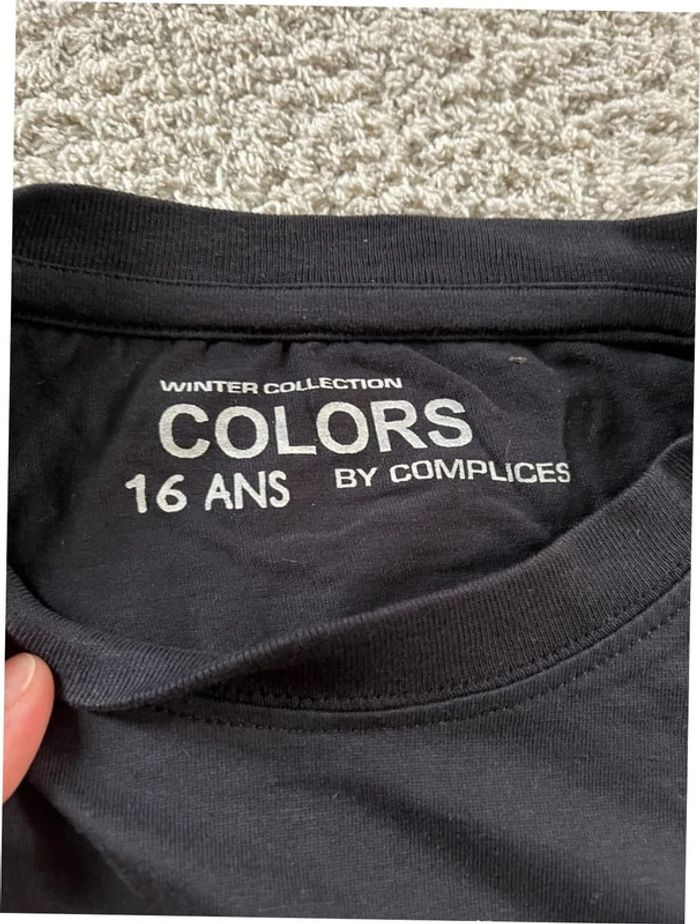 WINTER COLLECTION
COLORS
16 ANS BY COMPLICES